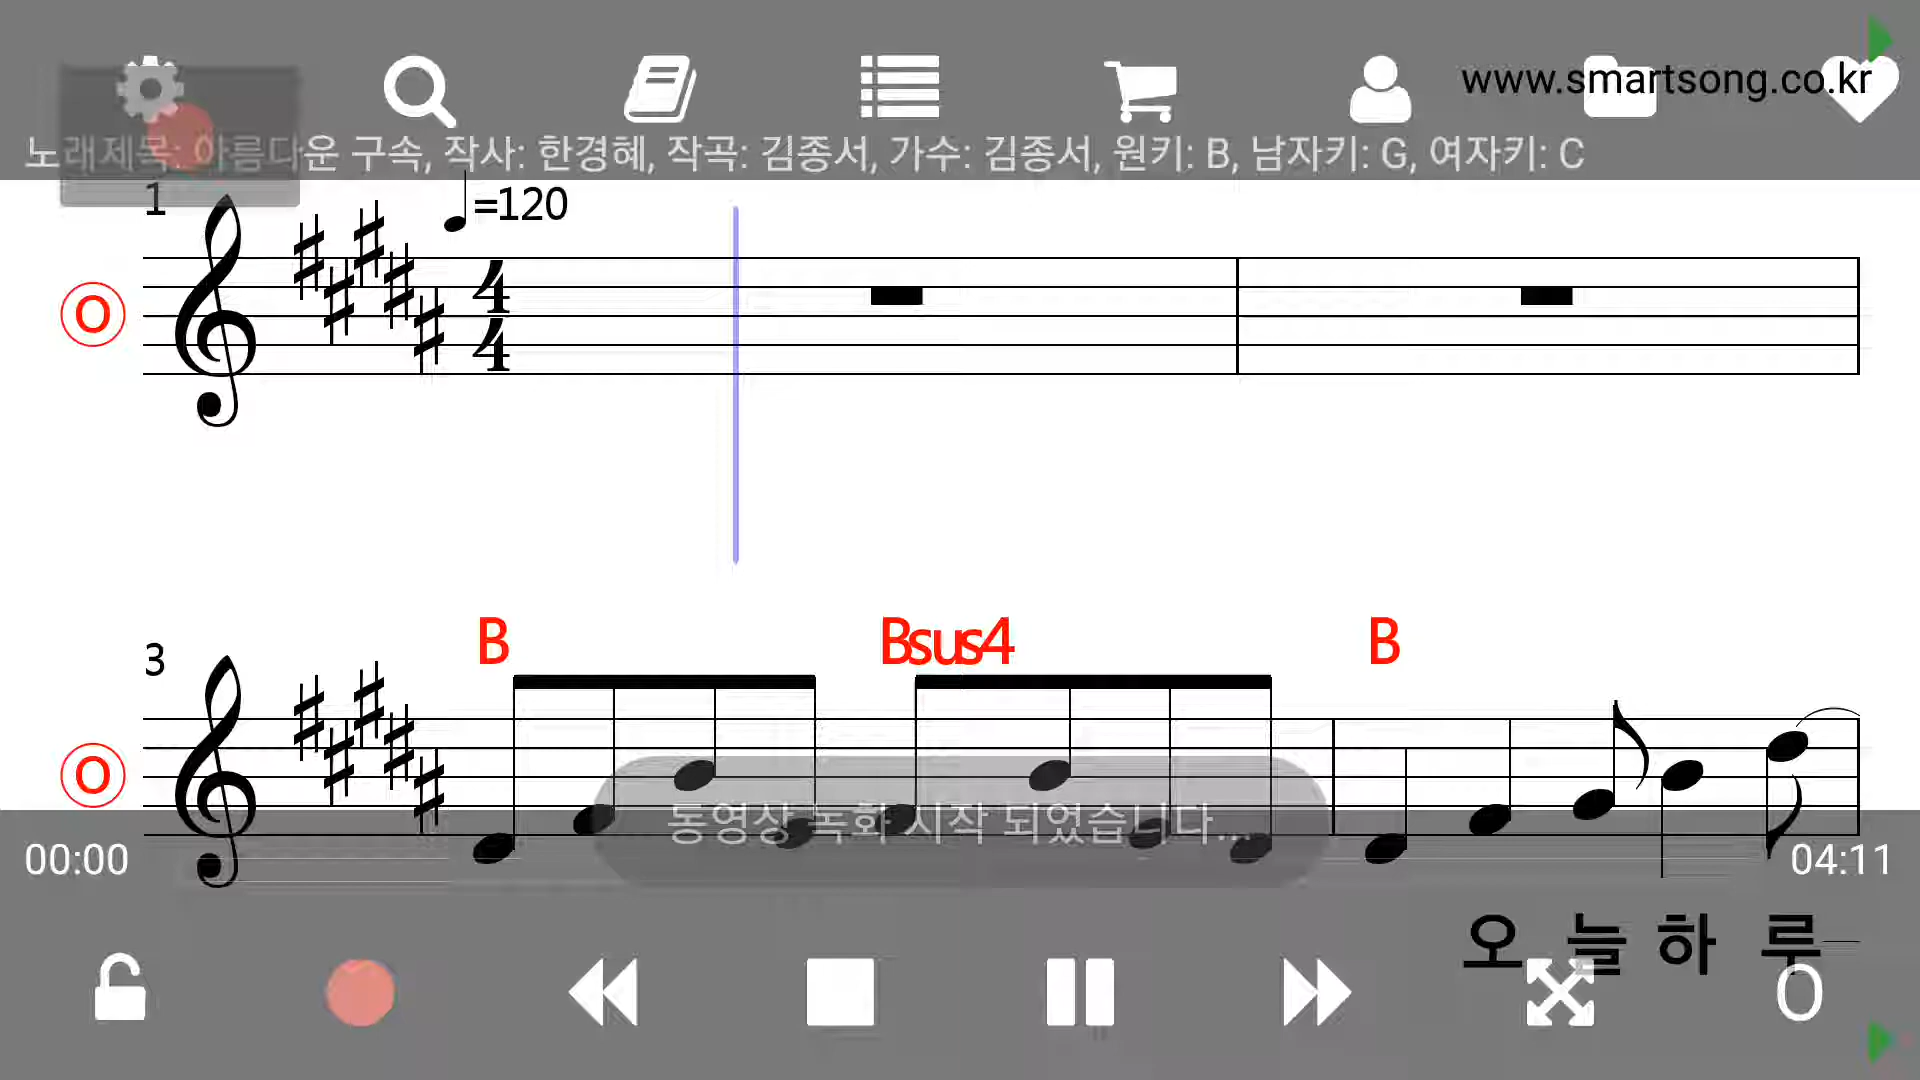 www.smartsong.co.kr
노래제목: 아름다운 구속, 작사: 한경혜, 작곡: 김종서, 가수: 김종서, 원키: B, 남자키: G, 여자키: C
1
=120
4
4
O
B Bsus4 B
3
O
동영상 녹화 시작 되었습니다...
00:00 04:11
오 늘 하 루
O